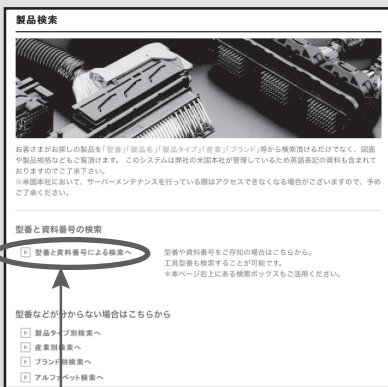 製品検索
お客さまがお探しの製品を「型番」「製品名」「製品タイプ」「産業」「ブランド」等から検索頂けるだけでなく、図面
や製品規格などもご覧頂けます。 このシステムは弊社の米国本社が管理しているため英語表記の資料も含まれて
おりますのでご了承下さい。
※米国本社において、サーバーメンテナンスを行っている際はアクセスできなくなる場合がございますので、予め
ご了承ください。
型番と資料番号の検索
型番と資料番号による検索へ
型番や資料番号をご存知の場合はこちらから。
工具型番も検索することが可能です。
*本ページ右上にある検索ボックスもご活用ください。
型番などが分からない場合はこちらから
製品タイプ別検索へ
産業別検索へ
ブランド別検索へ
アルファベット検索へ